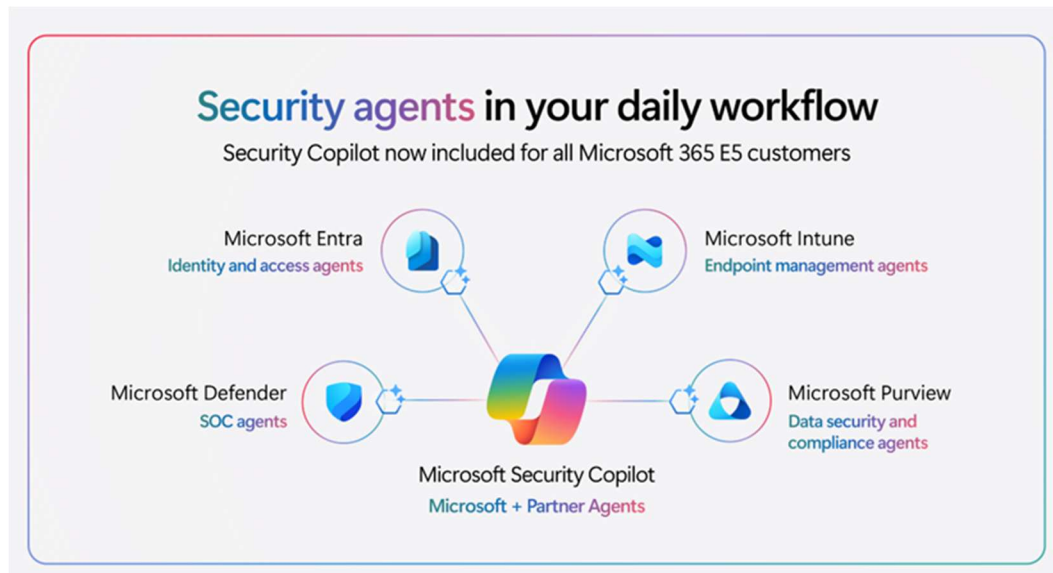 Security agents in your daily workflow
Security Copilot now included for all Microsoft 365 E5 customers
Microsoft Entra
Identity and access agents
Microsoft Intune
Endpoint management agents
Microsoft Defender
SOC agents
Microsoft Purview
Data security and
compliance agents
Microsoft Security Copilot
Microsoft + Partner Agents